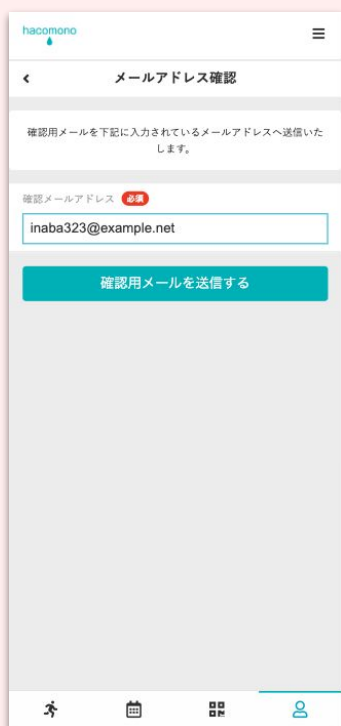 hacomono
メールアドレス確認
確認用メールを下記に入力されているメールアドレスへ送信いた
します。
確認メールアドレス 必須
inaba323@example.net
確認用メールを送信する